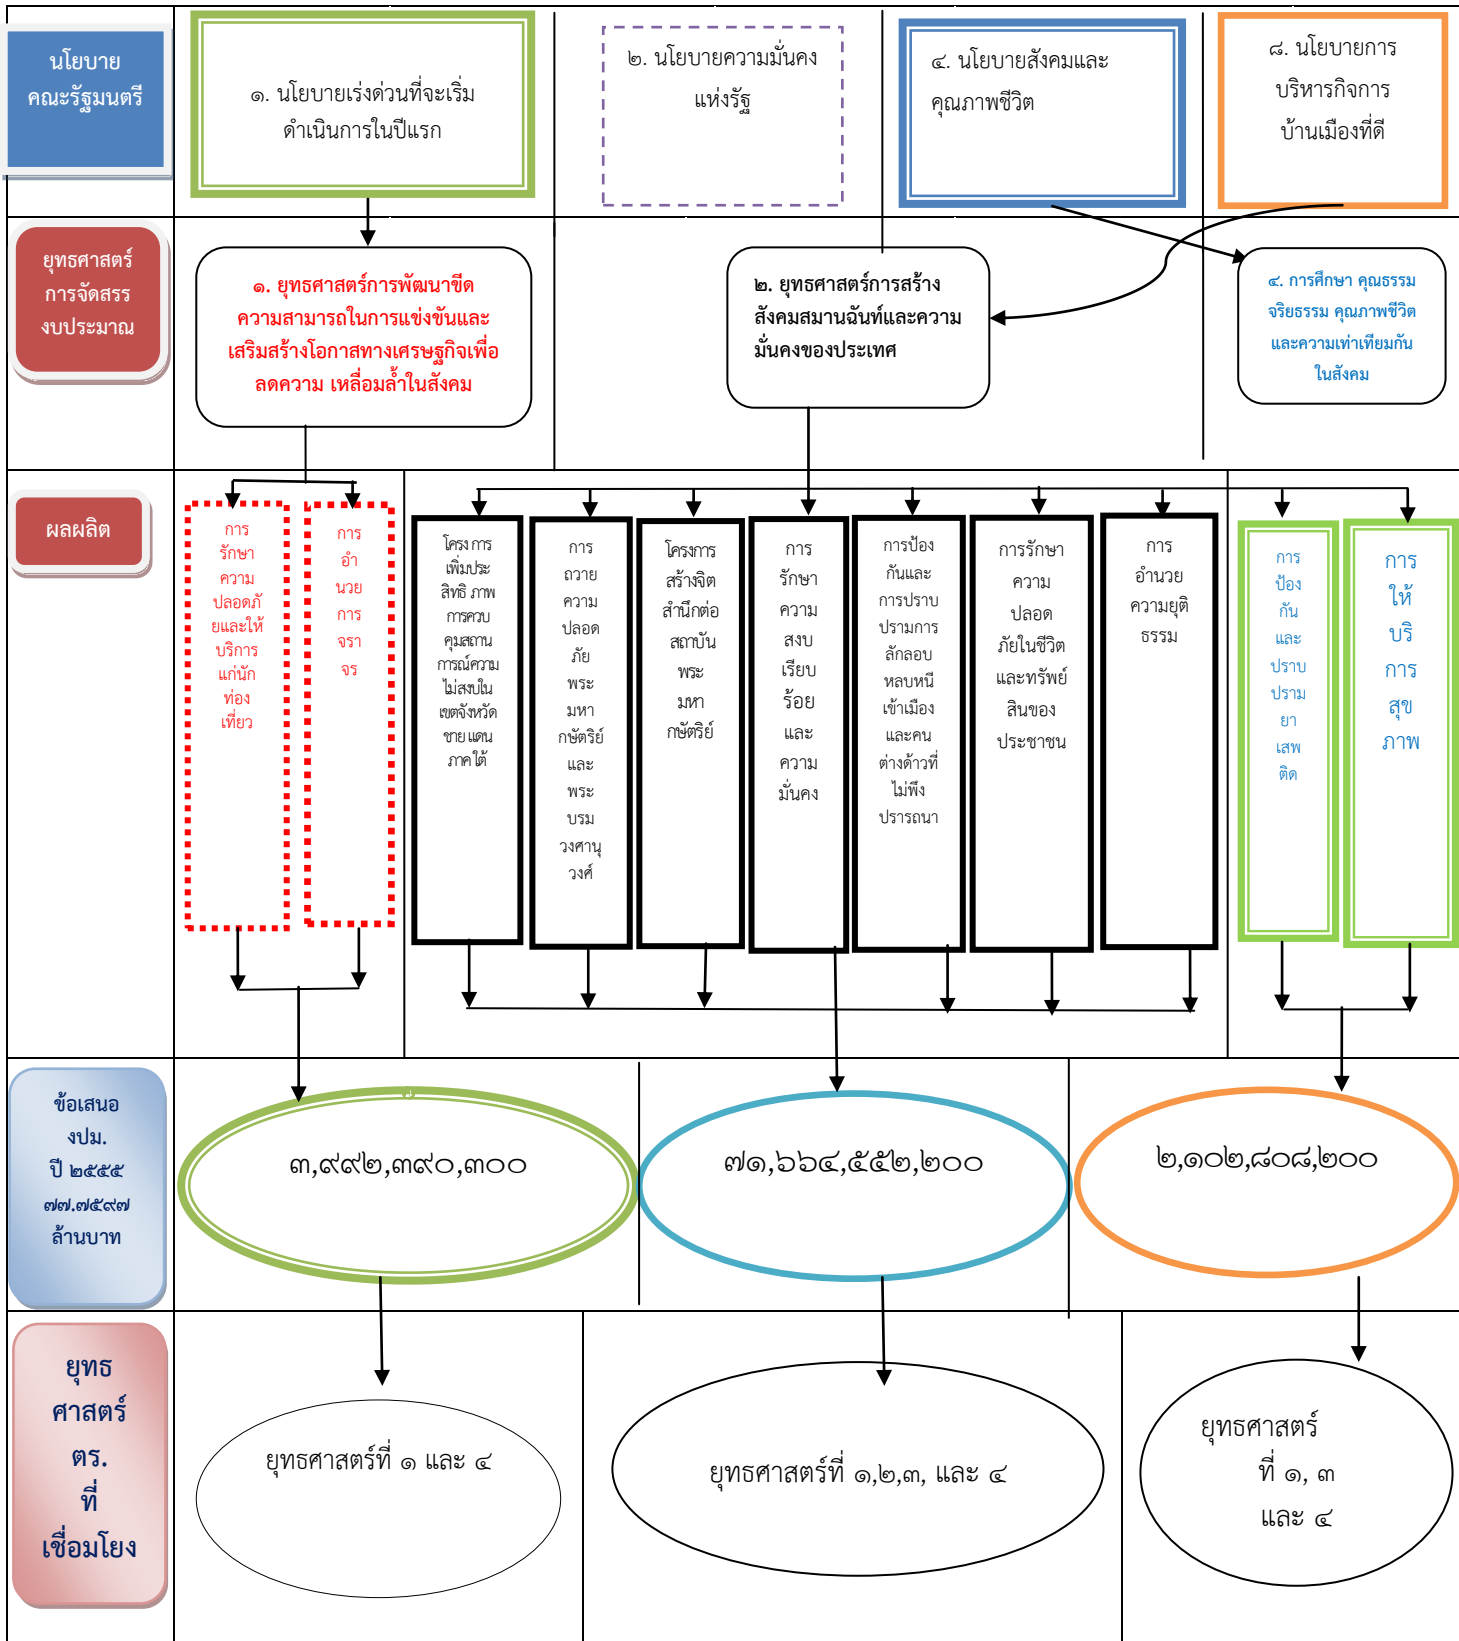 นโยบาย
คณะรัฐมนตรี
๑. นโยบายเร่งด่วนที่จะเริ่ม
ดำเนินการในปีแรก
๒. นโยบายความมั่นคง
แห่งรัฐ
๔. นโยบายสังคมและ
คุณภาพชีวิต
๘. นโยบายการ
บริหารกิจการ
บ้านเมืองที่ดี
ยุทธศาสตร์
การจัดสรร
งบประมาณ
๑. ยุทธศาสตร์การพัฒนาขีด
ความสามารถในการแข่งขันและ
เสริมสร้างโอกาสทางเศรษฐกิจเพื่อ
ลดความ เหลื่อมล้ำในสังคม
๒. ยุทธศาสตร์การสร้าง
สังคมสมานฉันท์และความ
มั่นคงของประเทศ
๔. การศึกษา คุณธรรม
จริยธรรม คุณภาพชีวิต
และความเท่าเทียมกัน
ในสังคม
ผลผลิต
การ
รักษา
ความ
ปลอดภั
ยและให้
บริการ
แก่นัก
ท่อง
เที่ยว
การ
อำ
นวย
การ
จรา
จร
โครง การ
เพิ่มประ
สิทธิ ภาพ
การควบ
คุมสถาน
การณ์ความ
ไม่สงบใน
เขตจังหวัด
ชาย แดน
ภาค ใต้
การ
ถวาย
ความ
ปลอด
ภัย
พระ
มหา
กษัตริย์
และ
พระ
บรม
วงศานุ
วงศ์
โครงการ
สร้างจิต
สำนึกต่อ
สถาบัน
พระ
มหา
กษัตริย์
การ
รักษา
ความ
สงบ
เรียบ
ร้อย
และ
ความ
มั่นคง
การป้อง
กันและ
การปราบ
ปรามการ
ลักลอบ
หลบหนี
เข้าเมือง
และคน
ต่างด้าวที่
ไม่พึง
ปรารถนา
การรักษา
ความ
ปลอด
ภัยในชีวิต
และทรัพย์
สินของ
ประชาชน
การ
อำนวย
ความยุติ
ธรรม
การ
ป้อง
กัน
และ
ปราบ
ปราม
ยา
เสพ
ติด
การ
ให้
บริ
การ
สุข
ภาพ
ข้อเสนอ
งปม.
ปี ๒๕๕๕
๗๗.๗๕๙๗
ล้านบาท
๓,๙๙๒,๓๙๐,๓๐๐
๗๑,๖๖๔,๕๕๒,๒๐๐
๒,๑๐๒,๘๐๘,๒๐๐
ยุทธ
ศาสตร์
ตร.
ที่
เชื่อมโยง
ยุทธศาสตร์ที่ ๑ และ ๔
ยุทธศาสตร์ที่ ๑,๒,๓, และ ๔
ยุทธศาสตร์
ที่ ๑, ๓
และ ๔